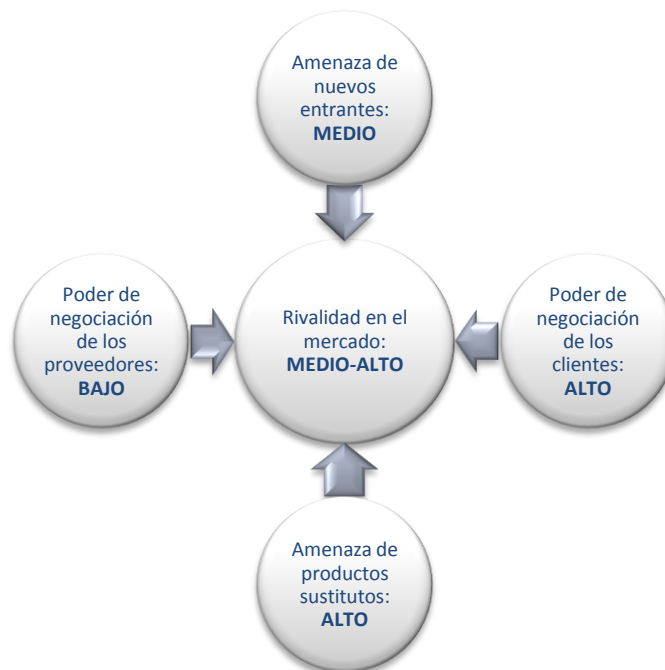 Amenaza de
nuevos
entrantes:
MEDIO
Poder de
negociación
de los
proveedores:
BAJO
Rivalidad en el
mercado:
MEDIO-ALTO
Poder de
negociación
de los
clientes:
ALTO
Amenaza de
productos
sustitutos:
ALTO